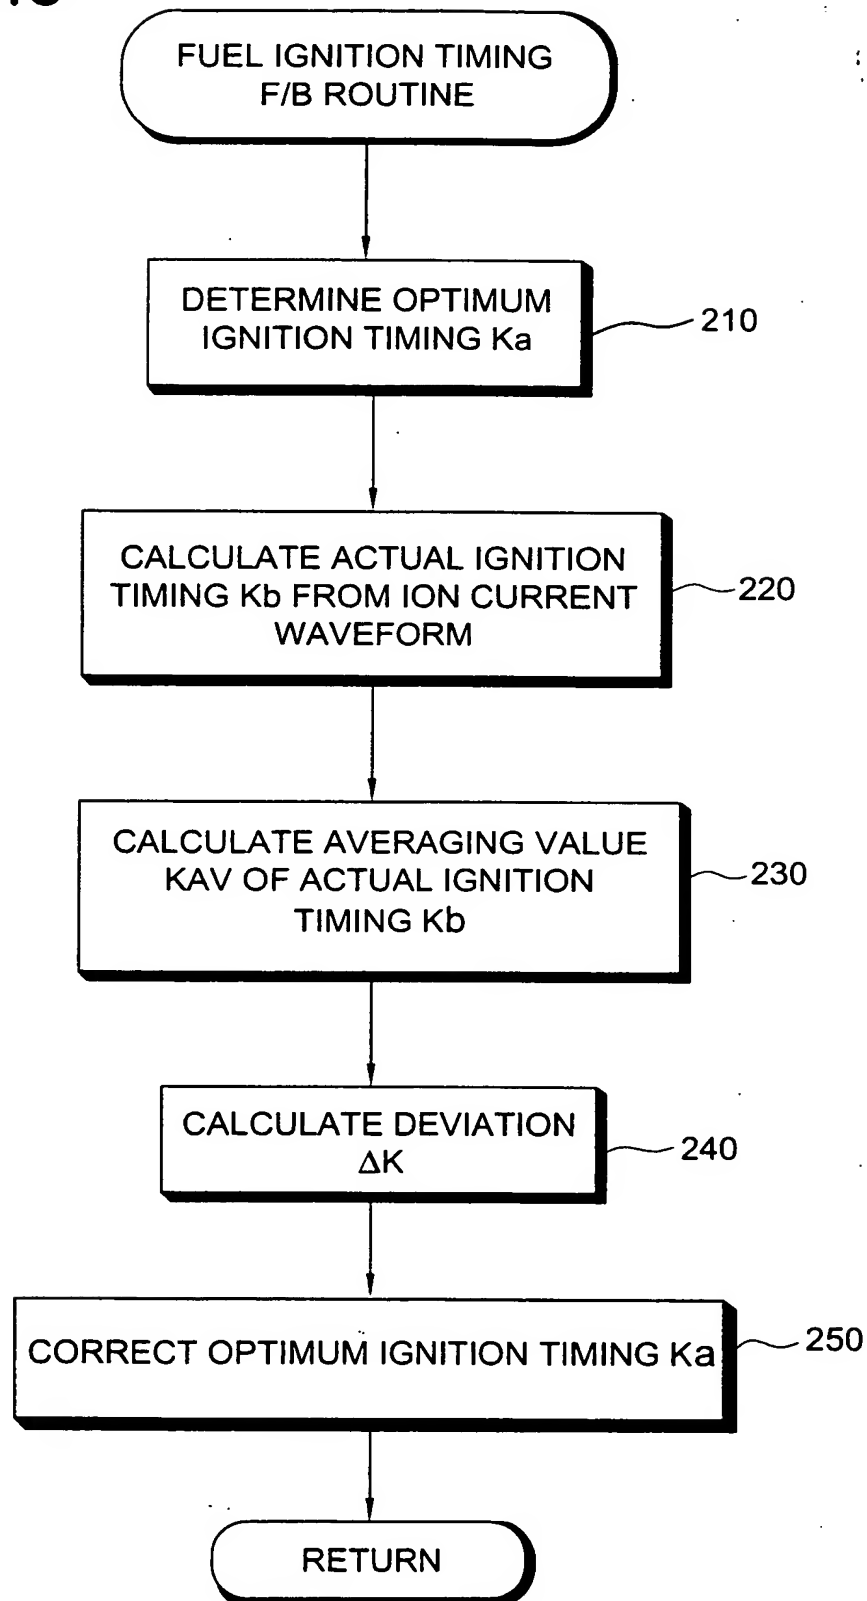 FUEL IGNITION TIMING
F/B ROUTINE
DETERMINE OPTIMUM
IGNITION TIMING Ka
210
CALCULATE ACTUAL IGNITION
TIMING Kb FROM ION CURRENT
WAVEFORM
220
CALCULATE AVERAGING VALUE
KAV OF ACTUAL IGNITION
TIMING Kb
230
CALCULATE DEVIATION
ΔK
240
CORRECT OPTIMUM IGNITION TIMING Ka
250
RETURN